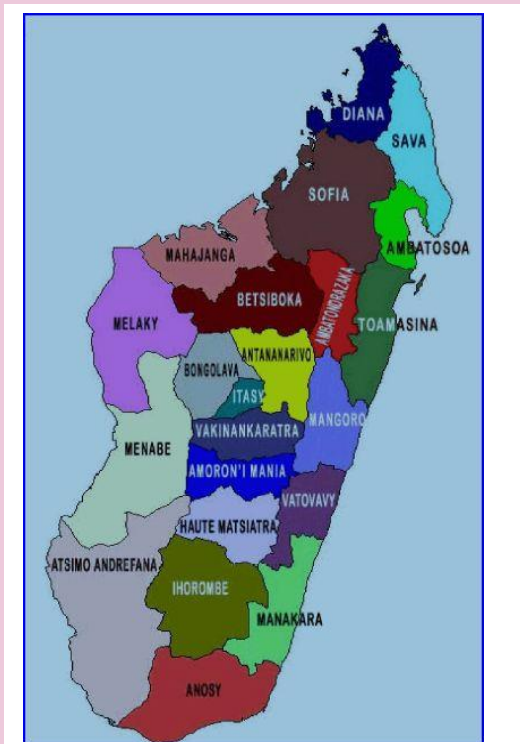 DIANA
SAVA
SOFIA
AMBATOSOA
MAHAJANGA
BETSIBOKA
AMBATONDRAZAKA
TOAMASINA
MELAKY
ANTANANARIVO
BONGOLAVA
ITASY
MANGORO
VAKINANKARATRA
MENABE
AMORON'I MANIA
VATOVAVY
HAUTE MATSIATRA
ATSIMO ANDREFANA
IHOROMBE
MANAKARA
ANOSY